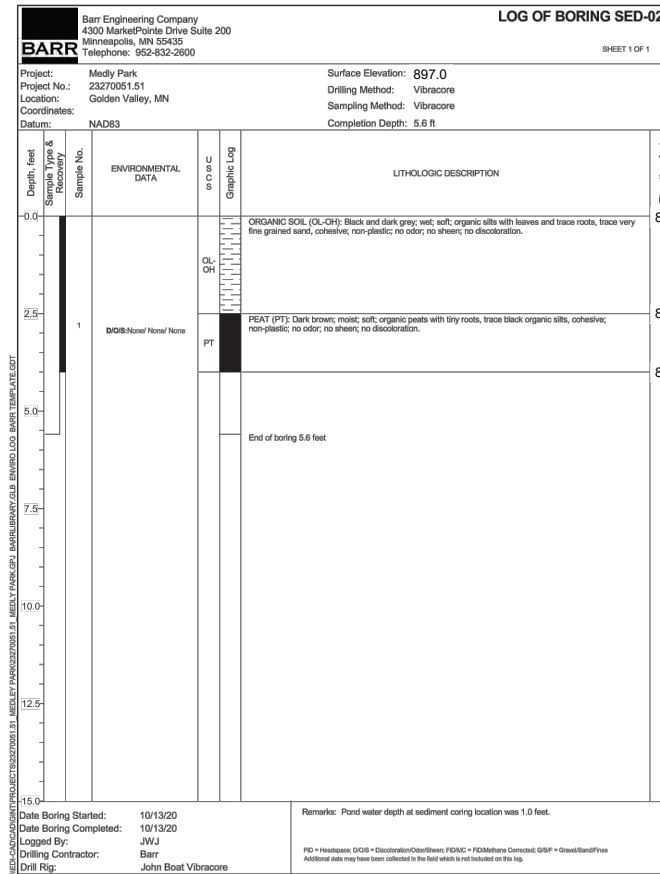 LOG OF BORING SED-02
SHEET 1 OF 1
BARR
Barr Engineering Company
4300 MarketPointe Drive Suite 200
Minneapolis, MN 55435
Telephone: 952-832-2600
Project: Medly Park
Project No.: 23270051.51
Location: Golden Valley, MN
Coordinates:
Datum: NAD83
Surface Elevation: 897.0
Drilling Method: Vibracore
Sampling Method: Vibracore
Completion Depth: 5.6 ft
Depth, feet
Sample Type &
Recovery
Sample No.
ENVIRONMENTAL
DATA
U
S
C
S
Graphic Log
LITHOLOGIC DESCRIPTION
0.0
8
ORGANIC SOIL (OL-OH): Black and dark grey; wet; soft; organic silts with leaves and trace roots, trace very
fine grained sand, cohesive; non-plastic; no odor; no sheen; no discoloration.
OL-
OH
2.5
8
1
D/O/S:None/ None/ None
PT
PEAT (PT): Dark brown; moist; soft; organic peats with tiny roots, trace black organic silts, cohesive;
non-plastic; no odor; no sheen; no discoloration.
8
5.0
End of boring 5.6 feet
7.5
10.0
12.5
15.0
Date Boring Started: 10/13/20
Date Boring Completed: 10/13/20
Logged By: JWJ
Drilling Contractor: Barr
Drill Rig: John Boat Vibracore
Remarks: Pond water depth at sediment coring location was 1.0 feet.
PID = Headspace; D/O/S = Discoloration/Odor/Sheen; FID/MC = FID/Methane Corrected; G/S/F = Gravel/Sand/Fines
Additional data may have been collected in the field which is not included on this log.